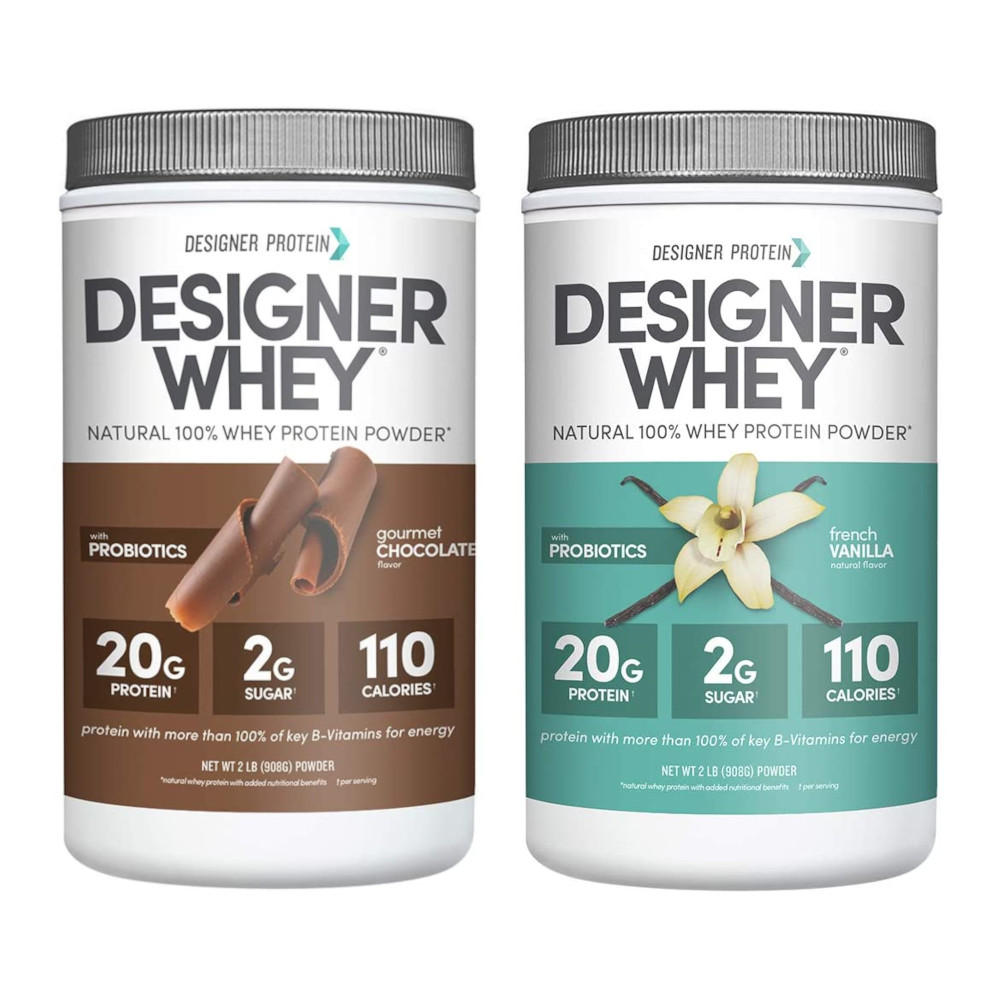 DESIGNER PROTEIN
DESIGNER
WHEY®
NATURAL 100% WHEY PROTEIN POWDER*
with
PROBIOTICS
gourmet
CHOCOLATE
flavor
20G
PROTEIN†
2G
SUGAR†
110
CALORIES†
protein with more than 100% of key B-Vitamins for energy
NET WT 2 LB (908G) POWDER
*natural whey protein with added nutritional benefits † per serving
DESIGNER PROTEIN
DESIGNER
WHEY®
NATURAL 100% WHEY PROTEIN POWDER*
with
PROBIOTICS
french
VANILLA
natural flavor
20G
PROTEIN†
2G
SUGAR†
110
CALORIES†
protein with more than 100% of key B-Vitamins for energy
NET WT 2 LB (908G) POWDER
*natural whey protein with added nutritional benefits † per serving